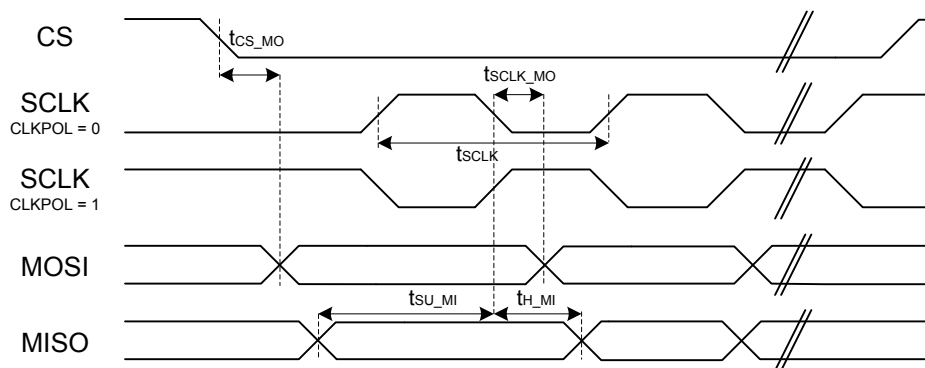 CS
tCS_MO
tSCLK_MO
SCLK
CLKPOL = 0
tSCLK
SCLK
CLKPOL = 1
MOSI
tSU_MI
tH_MI
MISO